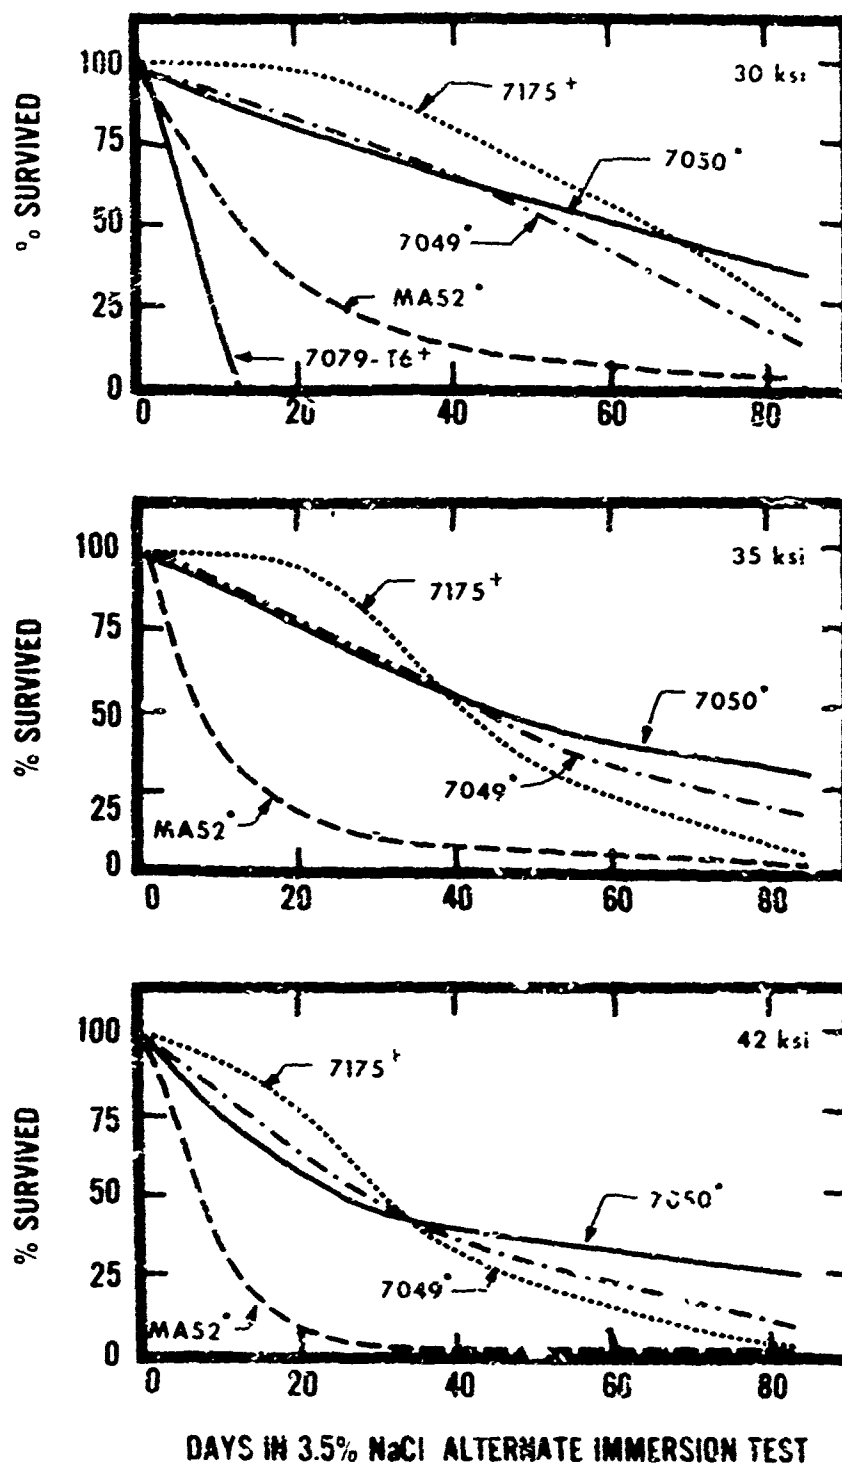 100
30 ksi
7175+
% SURVIVED
75
7050*
50
7049*
MA52*
25
7079-T6+
0
0 20 40 60 80
100
35 ksi
7175+
% SURVIVED
75
7050*
50
7049*
25
MA52*
0
0 20 40 60 80
100
42 ksi
7175+
% SURVIVED
75
50
7050*
25
7049*
MA52*
0
0 20 40 60 80
DAYS IN 3.5% NaCl ALTERNATE IMMERSION TEST